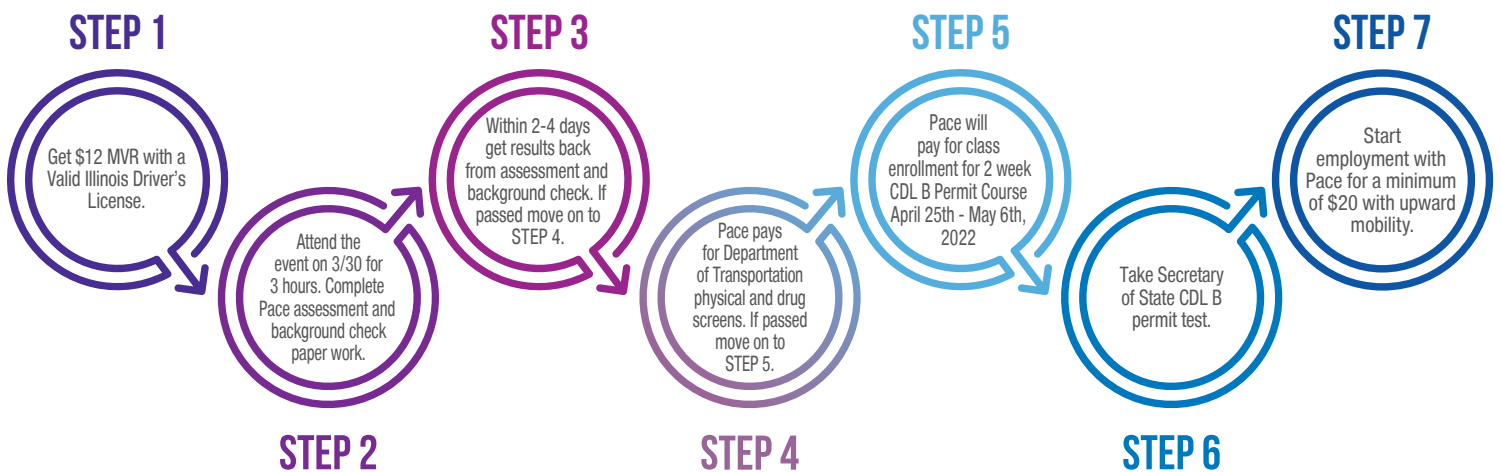 STEP 1
Get $12 MVR with a
Valid Illinois Driver's
License.
STEP 2
Attend the
event on 3/30 for
3 hours. Complete
Pace assessment and
background check
paper work.
STEP 3
Within 2-4 days
get results back
from assessment and
background check. If
passed move on to
STEP 4.
STEP 4
Pace pays
for Department
of Transportation
physical and drug
screens. If passed
move on to
STEP 5.
STEP 5
Pace will
pay for class
enrollment for 2 week
CDL B Permit Course
April 25th - May 6th,
2022
STEP 6
Take Secretary
of State CDL B
permit test.
STEP 7
Start
employment with
Pace for a minimum
of $20 with upward
mobility.